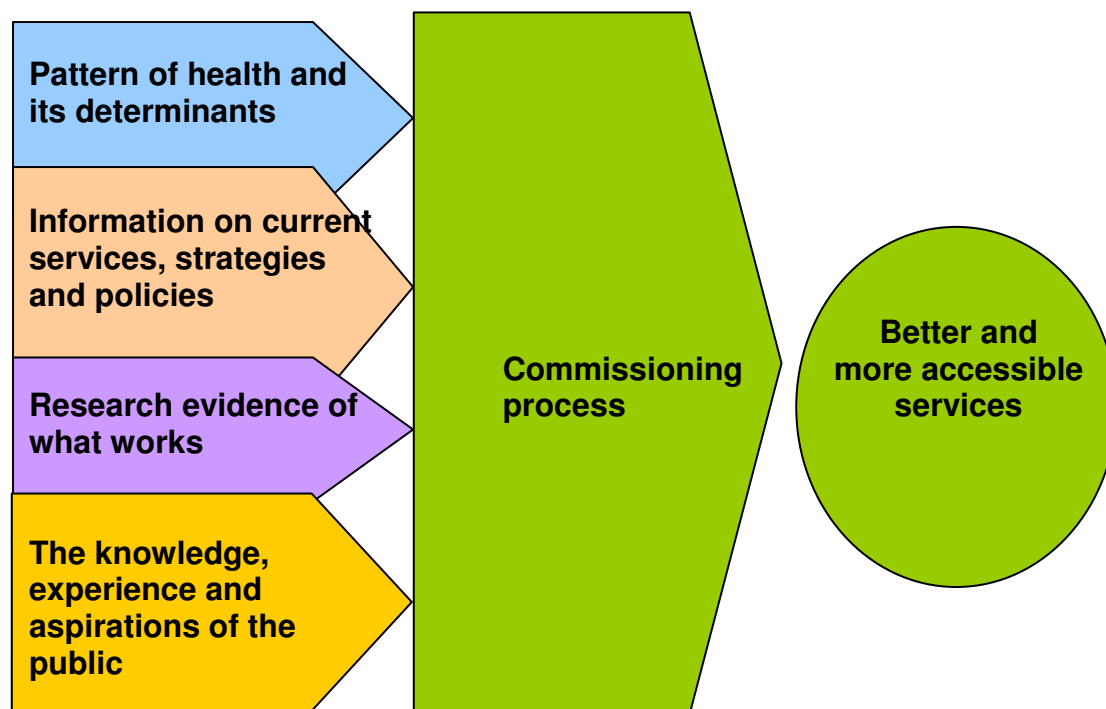 Pattern of health and
its determinants
Information on current
services, strategies
and policies
Research evidence of
what works
The knowledge,
experience and
aspirations of the
public
Commissioning
process
Better and
more accessible
services